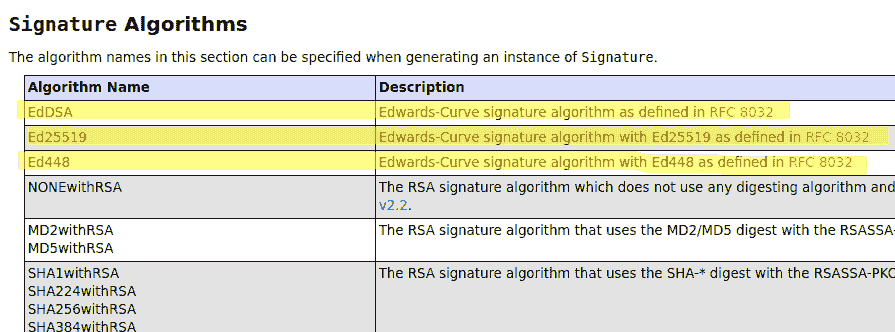 Signature Algorithms
The algorithm names in this section can be specified when generating an instance of Signature.
Algorithm Name Description
EdDSA Edwards-Curve signature algorithm as defined in RFC 8032
Ed25519 Edwards-Curve signature algorithm with Ed25519 as defined in RFC 8032
Ed448 Edwards-Curve signature algorithm with Ed448 as defined in RFC 8032
NONEwithRSA The RSA signature algorithm which does not use any digesting algorithm and
v2.2.
MD2withRSA The RSA signature algorithm that uses the MD2/MD5 digest with the RSASSA-
MD5withRSA
SHA1withRSA The RSA signature algorithm that uses the SHA-* digest with the RSASSA-PKC
SHA224withRSA
SHA256withRSA
SHA384withRSA